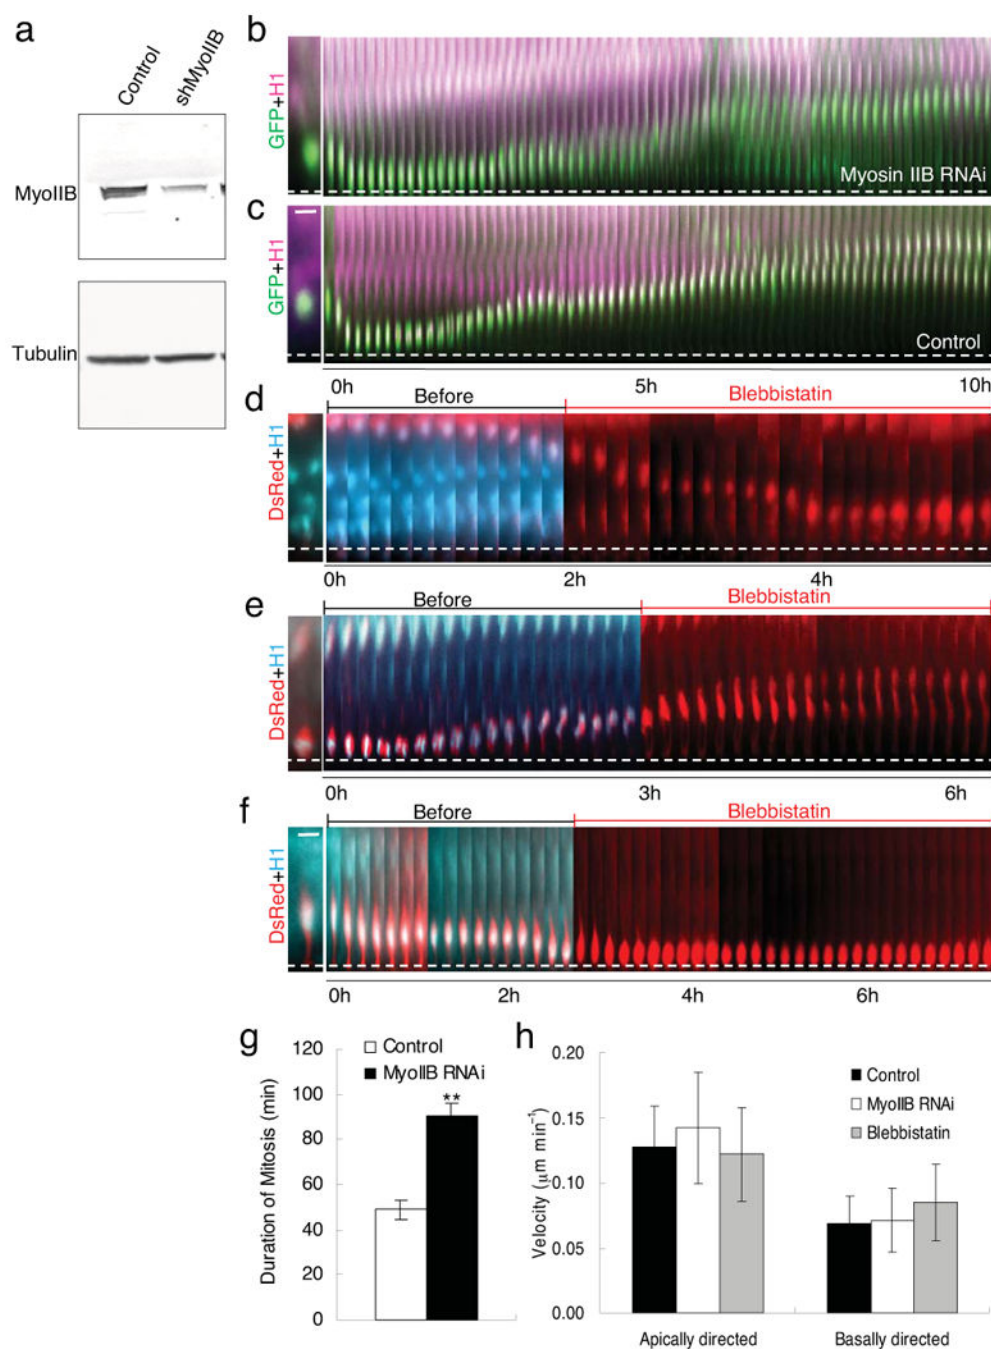 a
Control
shMyoIIB
MyoIIB
Tubulin
b
GFP+H1
Myosin IIB RNAi
c
GFP+H1
Control
0h 5h 10h
d
Before Blebbistatin
DsRed+H1
0h 2h 4h
e
Before Blebbistatin
DsRed+H1
0h 3h 6h
f
Before Blebbistatin
DsRed+H1
0h 2h 4h 6h
g
Control
MyoIIB RNAi
**
Duration of Mitosis (min)
120
100
80
60
40
20
0
h
Control
MyoIIB RNAi
Blebbistatin
Velocity (μm min⁻¹)
0.20
0.15
0.10
0.05
0.00
Apically directed Basally directed